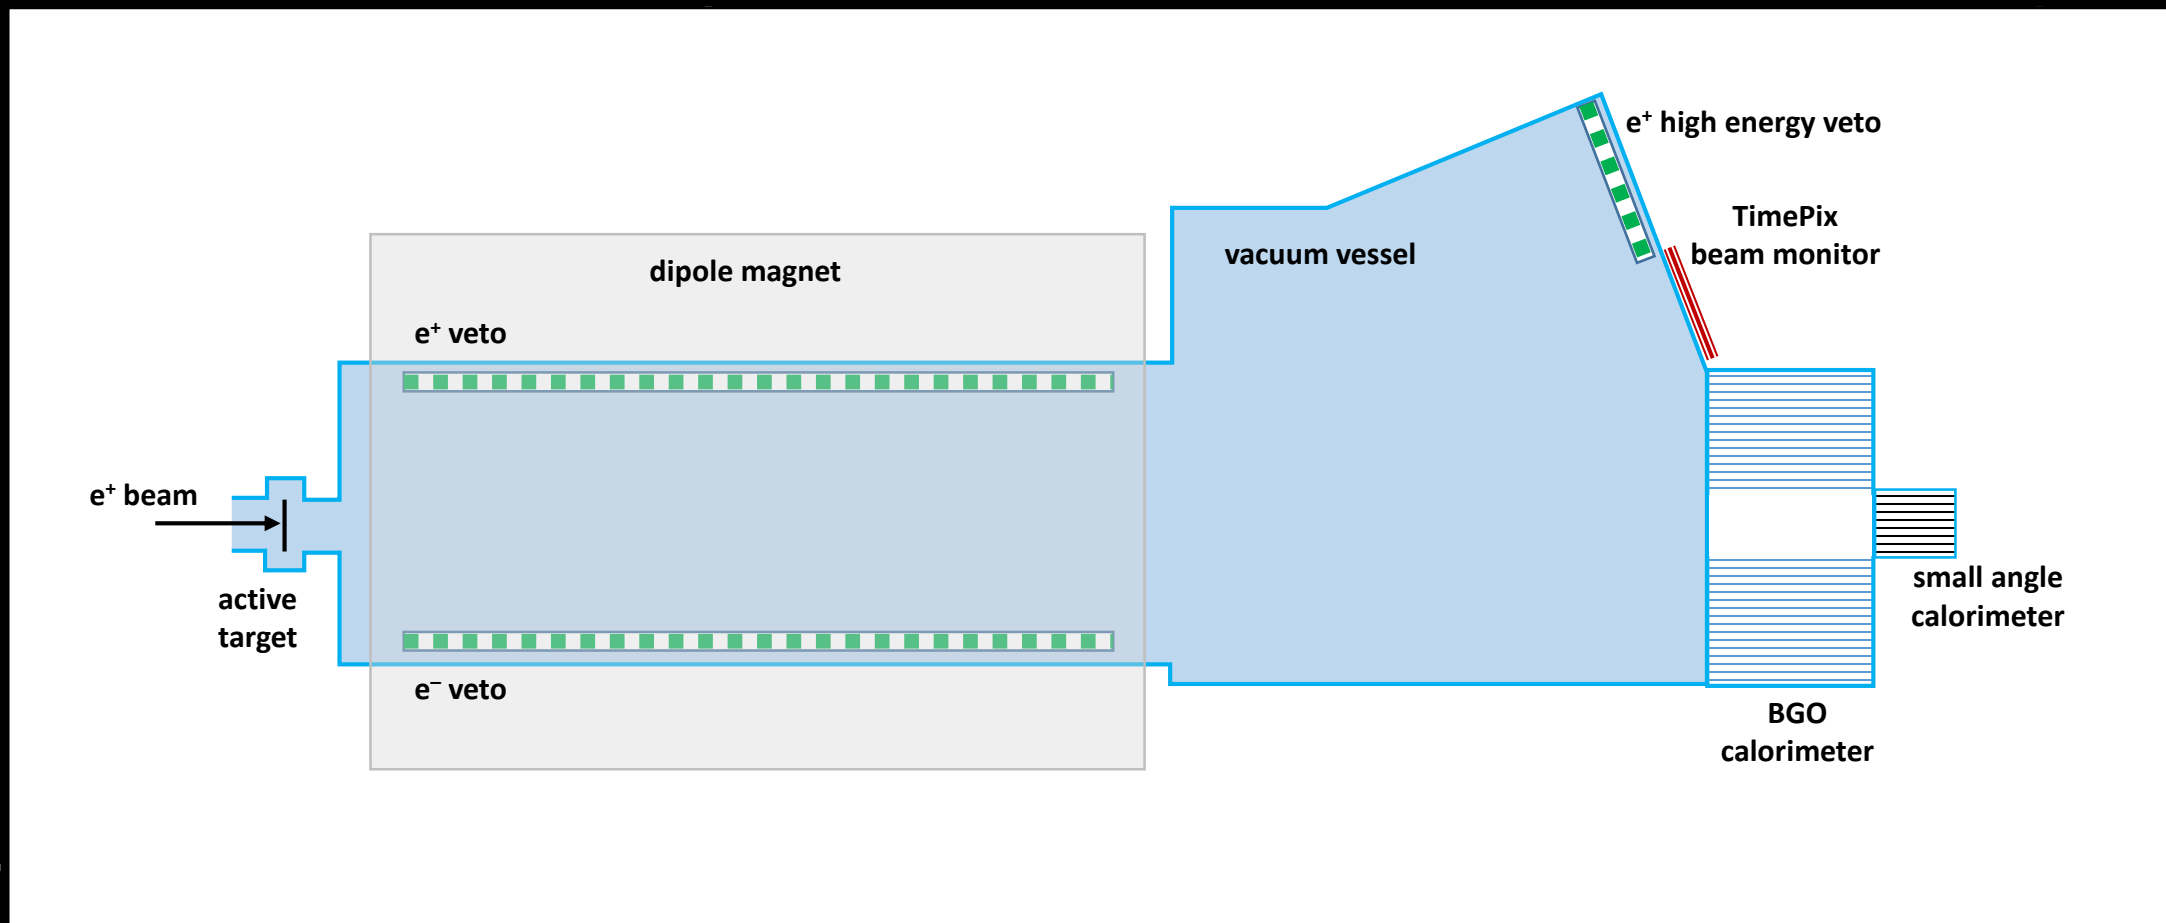 e⁺ high energy veto
TimePix
beam monitor
vacuum vessel
dipole magnet
e⁺ veto
e⁺ beam
active
target
small angle
calorimeter
e⁻ veto
BGO
calorimeter